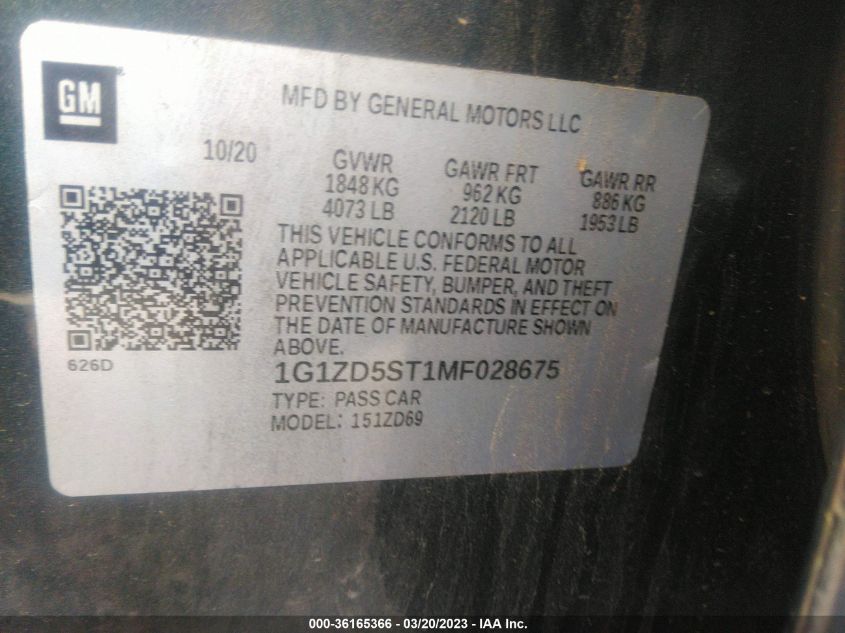 GM
MFD BY GENERAL MOTORS LLC
10/20
GVWR
1848 KG
4073 LB
GAWR FRT
962 KG
2120 LB
GAWR RR
886 KG
1953 LB
THIS VEHICLE CONFORMS TO ALL
APPLICABLE U.S. FEDERAL MOTOR
VEHICLE SAFETY, BUMPER, AND THEFT
PREVENTION STANDARDS IN EFFECT ON
THE DATE OF MANUFACTURE SHOWN
ABOVE.
626D
1G1ZD5ST1MF028675
TYPE: PASS CAR
MODEL: 151ZD69
000-36165366 — 03/20/2023 — IAA Inc.